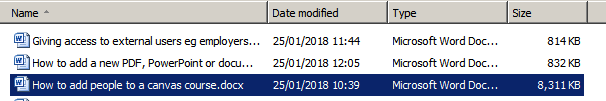 Name Date modified Type Size
Giving access to external users eg employers... 25/01/2018 11:44 Microsoft Word Doc... 814 KB
How to add a new PDF, PowerPoint or docu... 25/01/2018 12:05 Microsoft Word Doc... 832 KB
How to add people to a canvas course.docx 25/01/2018 10:39 Microsoft Word Doc... 8,311 KB